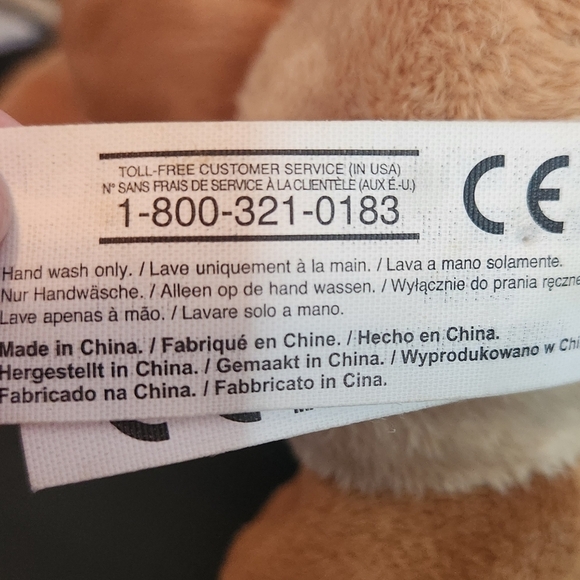 TOLL-FREE CUSTOMER SERVICE (IN USA)
N° SANS FRAIS DE SERVICE À LA CLIENTÈLE (AUX É.-U.)
1-800-321-0183
CE
Hand wash only. / Lave uniquement à la main. / Lava a mano solamente.
Nur Handwäsche. / Alleen op de hand wassen. / Wyłącznie do prania ręczne
Lave apenas à mão. / Lavare solo a mano.
Made in China. / Fabriqué en Chine. / Hecho en China.
Hergestellt in China. / Gemaakt in China. / Wyprodukowano w Chi
Fabricado na China. / Fabbricato in Cina.